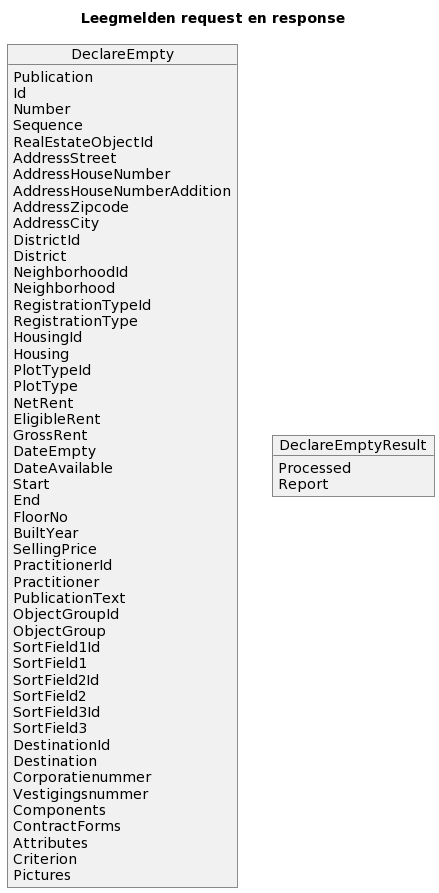 Leegmelden request en response
DeclareEmpty
Publication
Id
Number
Sequence
RealEstateObjectId
AddressStreet
AddressHouseNumber
AddressHouseNumberAddition
AddressZipcode
AddressCity
DistrictId
District
NeighborhoodId
Neighborhood
RegistrationTypeId
RegistrationType
HousingId
Housing
PlotTypeId
PlotType
NetRent
EligibleRent
GrossRent
DateEmpty
DateAvailable
Start
End
FloorNo
BuiltYear
SellingPrice
PractitionerId
Practitioner
PublicationText
ObjectGroupId
ObjectGroup
SortField1Id
SortField1
SortField2Id
SortField2
SortField3Id
SortField3
DestinationId
Destination
Corporatienummer
Vestigingsnummer
Components
ContractForms
Attributes
Criterion
Pictures
DeclareEmptyResult
Processed
Report